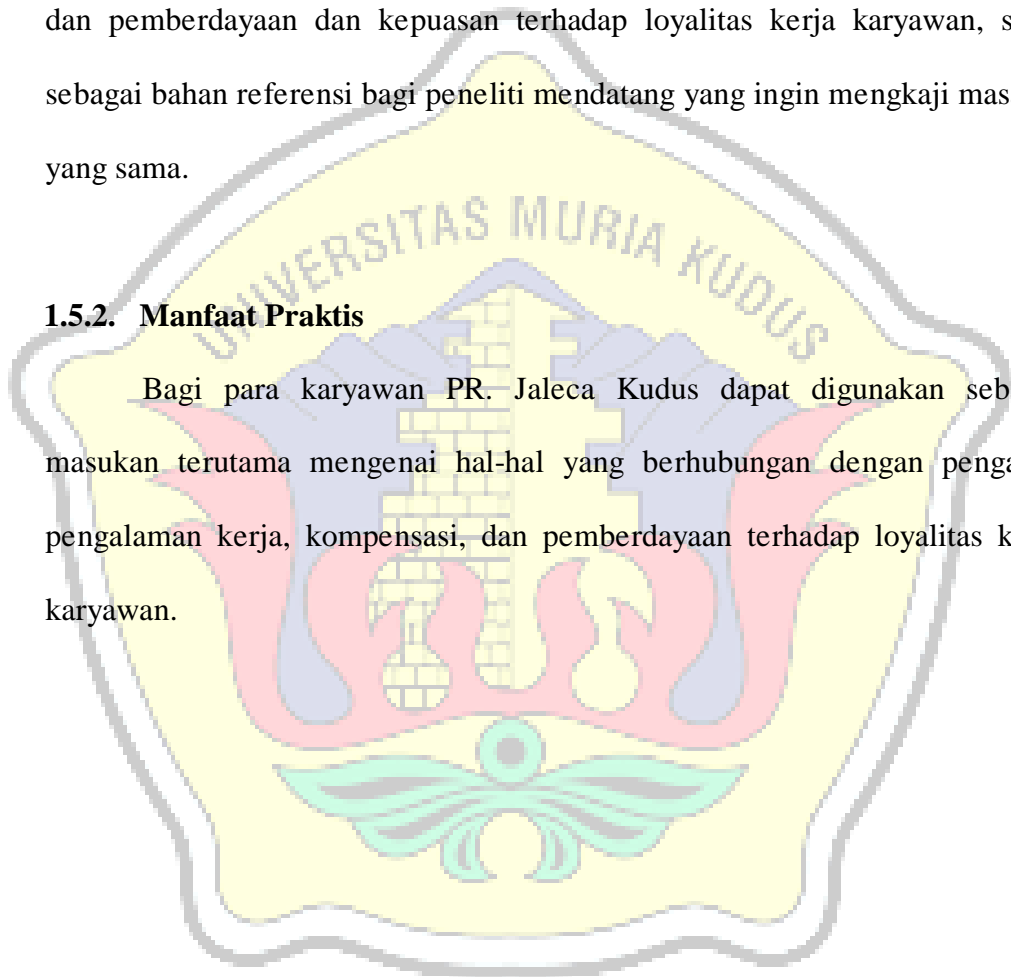 dan pemberdayaan dan kepuasan terhadap loyalitas kerja karyawan, s
sebagai bahan referensi bagi peneliti mendatang yang ingin mengkaji mas
yang sama.
UNIVERSITAS MURIA KUDUS
1.5.2. Manfaat Praktis
Bagi para karyawan PR. Jaleca Kudus dapat digunakan seb
masukan terutama mengenai hal-hal yang berhubungan dengan penga
pengalaman kerja, kompensasi, dan pemberdayaan terhadap loyalitas k
karyawan.